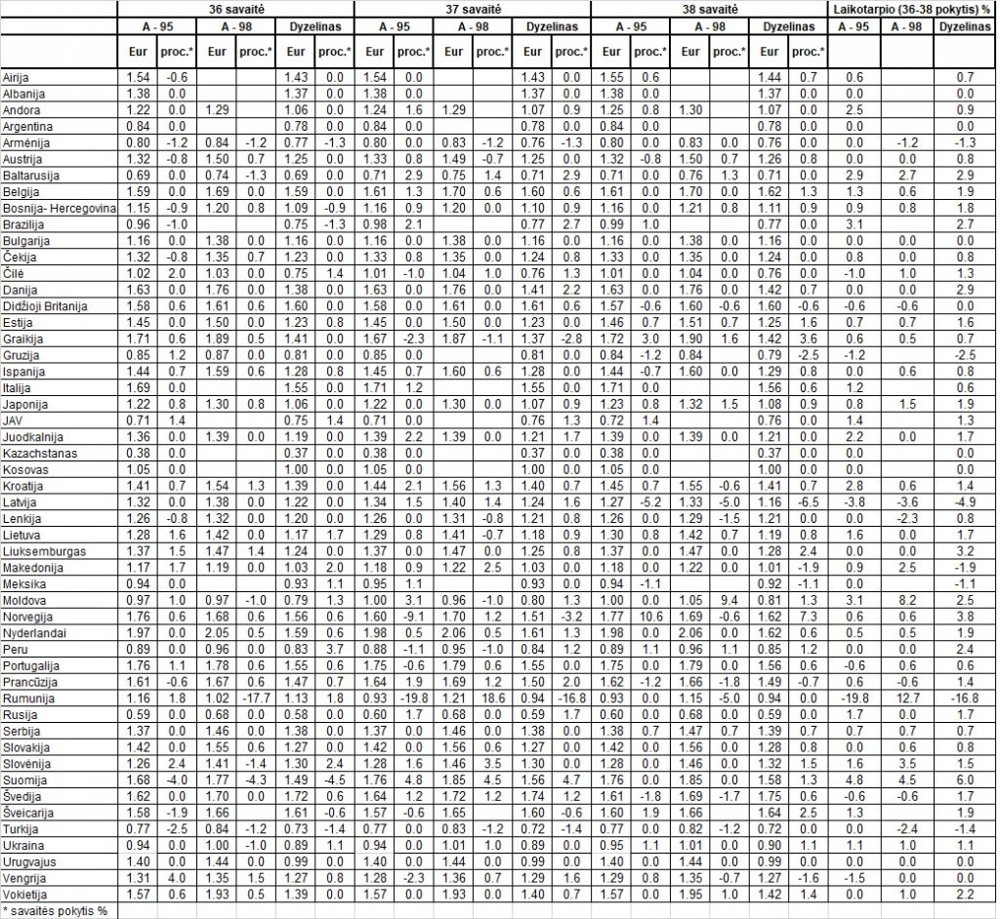 36 savaitė 37 savaitė 38 savaitė Laikotarpio (36-38 pokytis) %
A - 95 A - 98 Dyzelinas A - 95 A - 98 Dyzelinas A - 95 A - 98 Dyzelinas A - 95 A - 98 Dyzelinas
Eur proc.* Eur proc.* Eur proc.* Eur proc.* Eur proc.* Eur proc.* Eur proc.* Eur proc.* Eur proc.*
Airija 1.54 -0.6 1.43 0.0 1.54 0.0 1.43 0.0 1.55 0.6 1.44 0.7 0.6 0.7
Albanija 1.38 0.0 1.37 0.0 1.38 0.0 1.37 0.0 1.38 0.0 1.37 0.0 0.0 0.0
Andora 1.22 0.0 1.29 1.06 0.0 1.24 1.6 1.29 1.07 0.9 1.25 0.8 1.30 1.07 0.0 2.5 0.9
Argentina 0.84 0.0 0.78 0.0 0.84 0.0 0.78 0.0 0.84 0.0 0.78 0.0 0.0 0.0
Armėnija 0.80 -1.2 0.84 -1.2 0.77 -1.3 0.80 0.0 0.83 -1.2 0.76 -1.3 0.80 0.0 0.83 0.0 0.76 0.0 0.0 -1.2 -1.3
Austrija 1.32 -0.8 1.50 0.7 1.25 0.0 1.33 0.8 1.49 -0.7 1.25 0.0 1.32 -0.8 1.50 0.7 1.26 0.8 0.0 0.0 0.8
Baltarusija 0.69 0.0 0.74 -1.3 0.69 0.0 0.71 2.9 0.75 1.4 0.71 2.9 0.71 0.0 0.76 1.3 0.71 0.0 2.9 2.7 2.9
Belgija 1.59 0.0 1.69 0.0 1.59 0.0 1.61 1.3 1.70 0.6 1.60 0.6 1.61 0.0 1.70 0.0 1.62 1.3 1.3 0.6 1.9
Bosnija- Hercegovina 1.15 -0.9 1.20 0.8 1.09 -0.9 1.16 0.9 1.20 0.0 1.10 0.9 1.16 0.0 1.21 0.8 1.11 0.9 0.9 0.8 1.8
Brazilija 0.96 -1.0 0.75 -1.3 0.98 2.1 0.77 2.7 0.99 1.0 0.77 0.0 3.1 2.7
Bulgarija 1.16 0.0 1.38 0.0 1.16 0.0 1.16 0.0 1.38 0.0 1.16 0.0 1.16 0.0 1.38 0.0 1.16 0.0 0.0 0.0 0.0
Čekija 1.32 -0.8 1.35 0.7 1.23 0.0 1.33 0.8 1.35 0.0 1.24 0.8 1.33 0.0 1.35 0.0 1.24 0.0 0.8 0.0 0.8
Čilė 1.02 2.0 1.03 0.0 0.75 1.4 1.01 -1.0 1.04 1.0 0.76 1.3 1.01 0.0 1.04 0.0 0.76 0.0 -1.0 1.0 1.3
Danija 1.63 0.0 1.76 0.0 1.38 0.0 1.63 0.0 1.76 0.0 1.41 2.2 1.63 0.0 1.76 0.0 1.42 0.7 0.0 0.0 2.9
Didžioji Britanija 1.58 0.6 1.61 0.6 1.60 0.0 1.58 0.0 1.61 0.0 1.61 0.6 1.57 -0.6 1.60 -0.6 1.60 -0.6 -0.6 -0.6 0.0
Estija 1.45 0.0 1.50 0.0 1.23 0.8 1.45 0.0 1.50 0.0 1.23 0.0 1.46 0.7 1.51 0.7 1.25 1.6 0.7 0.7 1.6
Graikija 1.71 0.6 1.89 0.5 1.41 0.0 1.67 -2.3 1.87 -1.1 1.37 -2.8 1.72 3.0 1.90 1.6 1.42 3.6 0.6 0.5 0.7
Gruzija 0.85 1.2 0.87 0.0 0.81 0.0 0.85 0.0 0.81 0.0 0.84 -1.2 0.84 0.79 -2.5 -1.2 -2.5
Ispanija 1.44 0.7 1.59 0.6 1.28 0.8 1.45 0.7 1.60 0.6 1.28 0.0 1.44 -0.7 1.60 0.0 1.29 0.8 0.0 0.6 0.8
Italija 1.69 0.0 1.55 0.0 1.71 1.2 1.55 0.0 1.71 0.0 1.56 0.6 1.2 0.6
Japonija 1.22 0.8 1.30 0.8 1.06 0.0 1.22 0.0 1.30 0.0 1.07 0.9 1.23 0.8 1.32 1.5 1.08 0.9 0.8 1.5 1.9
JAV 0.71 1.4 0.75 1.4 0.71 0.0 0.76 1.3 0.72 1.4 0.76 0.0 1.4 1.3
Juodkalnija 1.36 0.0 1.39 0.0 1.19 0.0 1.39 2.2 1.39 0.0 1.21 1.7 1.39 0.0 1.39 0.0 1.21 0.0 2.2 0.0 1.7
Kazachstanas 0.38 0.0 0.37 0.0 0.38 0.0 0.37 0.0 0.38 0.0 0.37 0.0 0.0 0.0
Kosovas 1.05 0.0 1.00 0.0 1.05 0.0 1.00 0.0 1.05 0.0 1.00 0.0 0.0 0.0
Kroatija 1.41 0.7 1.54 1.3 1.39 0.0 1.44 2.1 1.56 1.3 1.40 0.7 1.45 0.7 1.55 -0.6 1.41 0.7 2.8 0.6 1.4
Latvija 1.32 0.0 1.38 0.0 1.22 0.0 1.34 1.5 1.40 1.4 1.24 1.6 1.27 -5.2 1.33 -5.0 1.16 -6.5 -3.8 -3.6 -4.9
Lenkija 1.26 -0.8 1.32 0.0 1.20 0.0 1.26 0.0 1.31 -0.8 1.21 0.8 1.26 0.0 1.29 -1.5 1.21 0.0 0.0 -2.3 0.8
Lietuva 1.28 1.6 1.42 0.0 1.17 1.7 1.29 0.8 1.41 -0.7 1.18 0.9 1.30 0.8 1.42 0.7 1.19 0.8 1.6 0.0 1.7
Liuksemburgas 1.37 1.5 1.47 1.4 1.24 0.0 1.37 0.0 1.47 0.0 1.25 0.8 1.37 0.0 1.47 0.0 1.28 2.4 0.0 0.0 3.2
Makedonija 1.17 1.7 1.19 0.0 1.03 2.0 1.18 0.9 1.22 2.5 1.03 0.0 1.18 0.0 1.22 0.0 1.01 -1.9 0.9 2.5 -1.9
Meksika 0.94 0.0 0.93 1.1 0.95 1.1 0.93 0.0 0.94 -1.1 0.92 -1.1 0.0 -1.1
Moldova 0.97 1.0 0.97 -1.0 0.79 1.3 1.00 3.1 0.96 -1.0 0.80 1.3 1.00 0.0 1.05 9.4 0.81 1.3 3.1 8.2 2.5
Norvegija 1.76 0.6 1.68 0.6 1.56 0.6 1.60 -9.1 1.70 1.2 1.51 -3.2 1.77 10.6 1.69 -0.6 1.62 7.3 0.6 0.6 3.8
Nyderlandai 1.97 0.0 2.05 0.5 1.59 0.6 1.98 0.5 2.06 0.5 1.61 1.3 1.98 0.0 2.06 0.0 1.62 0.6 0.5 0.5 1.9
Peru 0.89 0.0 0.96 0.0 0.83 3.7 0.88 -1.1 0.95 -1.0 0.84 1.2 0.89 1.1 0.96 1.1 0.85 1.2 0.0 0.0 2.4
Portugalija 1.76 1.1 1.78 0.6 1.55 0.6 1.75 -0.6 1.79 0.6 1.55 0.0 1.75 0.0 1.79 0.0 1.56 0.6 -0.6 0.6 0.6
Prancūzija 1.61 -0.6 1.67 0.6 1.47 0.7 1.64 1.9 1.69 1.2 1.50 2.0 1.62 -1.2 1.66 -1.8 1.49 -0.7 0.6 -0.6 1.4
Rumunija 1.16 1.8 1.02 -17.7 1.13 1.8 0.93 -19.8 1.21 18.6 0.94 -16.8 0.93 0.0 1.15 -5.0 0.94 0.0 -19.8 12.7 -16.8
Rusija 0.59 0.0 0.68 0.0 0.58 0.0 0.60 1.7 0.68 0.0 0.59 1.7 0.60 0.0 0.68 0.0 0.59 0.0 1.7 0.0 1.7
Serbija 1.37 0.0 1.46 0.0 1.38 0.0 1.37 0.0 1.46 0.0 1.38 0.0 1.38 0.7 1.47 0.7 1.39 0.7 0.7 0.7 0.7
Slovakija 1.42 0.0 1.55 0.6 1.27 0.0 1.42 0.0 1.56 0.6 1.27 0.0 1.42 0.0 1.56 0.0 1.28 0.8 0.0 0.6 0.8
Slovėnija 1.26 2.4 1.41 -1.4 1.30 2.4 1.28 1.6 1.46 3.5 1.30 0.0 1.28 0.0 1.46 0.0 1.32 1.5 1.6 3.5 1.5
Suomija 1.68 -4.0 1.77 -4.3 1.49 -4.5 1.76 4.8 1.85 4.5 1.56 4.7 1.76 0.0 1.85 0.0 1.58 1.3 4.8 4.5 6.0
Švedija 1.62 0.0 1.70 0.0 1.72 0.6 1.64 1.2 1.72 1.2 1.74 1.2 1.61 -1.8 1.69 -1.7 1.75 0.6 -0.6 -0.6 1.7
Šveicarija 1.58 -1.9 1.66 1.61 -0.6 1.57 -0.6 1.65 1.60 -0.6 1.60 1.9 1.66 1.64 2.5 1.3 1.9
Turkija 0.77 -2.5 0.84 -1.2 0.73 -1.4 0.77 0.0 0.83 -1.2 0.72 -1.4 0.77 0.0 0.82 -1.2 0.72 0.0 0.0 -2.4 -1.4
Ukraina 0.94 0.0 1.00 -1.0 0.89 1.1 0.94 0.0 1.01 1.0 0.89 0.0 0.95 1.1 1.01 0.0 0.90 1.1 1.1 1.0 1.1
Urugvajus 1.40 0.0 1.44 0.0 0.99 0.0 1.40 0.0 1.44 0.0 0.99 0.0 1.40 0.0 1.44 0.0 0.99 0.0 0.0 0.0 0.0
Vengrija 1.31 4.0 1.35 1.5 1.27 0.8 1.28 -2.3 1.36 0.7 1.29 1.6 1.29 0.8 1.35 -0.7 1.27 -1.6 -1.5 0.0 0.0
Vokietija 1.57 0.6 1.93 0.5 1.39 0.0 1.57 0.0 1.93 0.0 1.40 0.7 1.57 0.0 1.95 1.0 1.42 1.4 0.0 1.0 2.2
* savaitės pokytis %